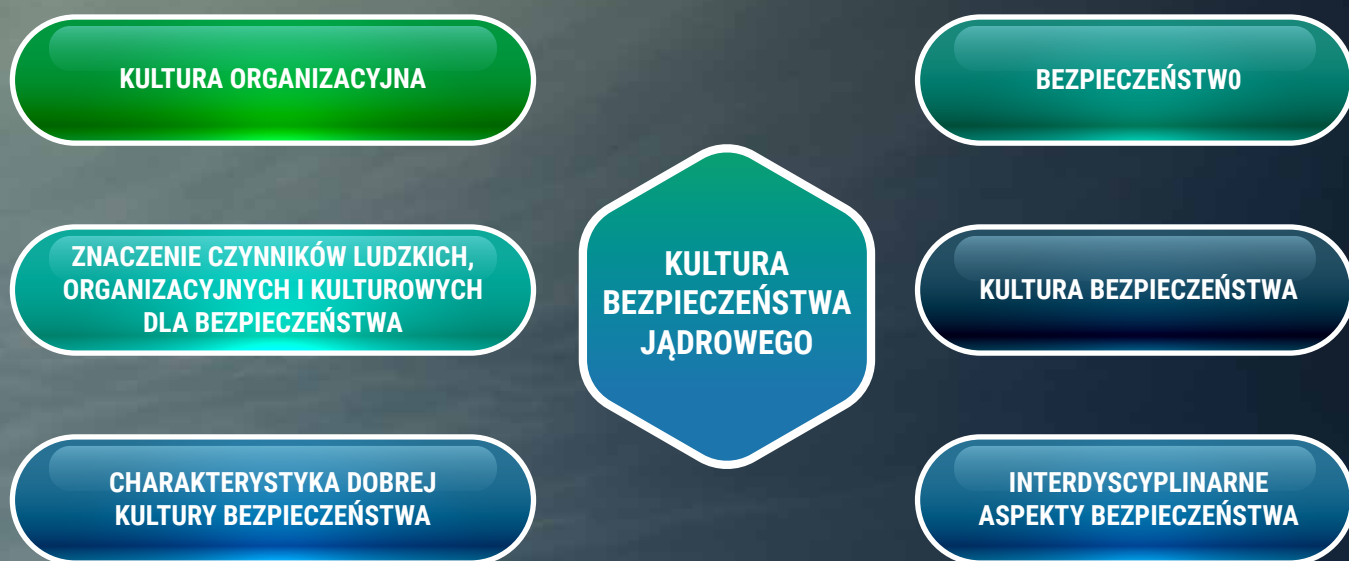 KULTURA ORGANIZACYJNA
ZNACZENIE CZYNNIKÓW LUDZKICH,
ORGANIZACYJNYCH I KULTUROWYCH
DLA BEZPIECZEŃSTWA
CHARAKTERYSTYKA DOBREJ
KULTURY BEZPIECZEŃSTWA
KULTURA
BEZPIECZEŃSTWA
JĄDROWEGO
BEZPIECZEŃSTW0
KULTURA BEZPIECZEŃSTWA
INTERDYSCYPLINARNE
ASPEKTY BEZPIECZEŃSTWA